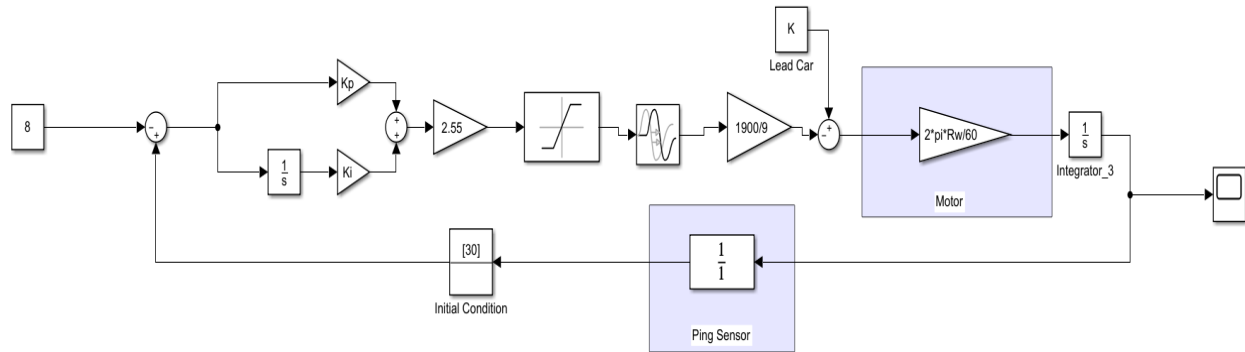 K
Lead Car
Kp
8
2.55
1900/9
2*pi*Rw/60
1
s
Integrator_3
1
s
Ki
Motor
[30]
Initial Condition
1
1
Ping Sensor